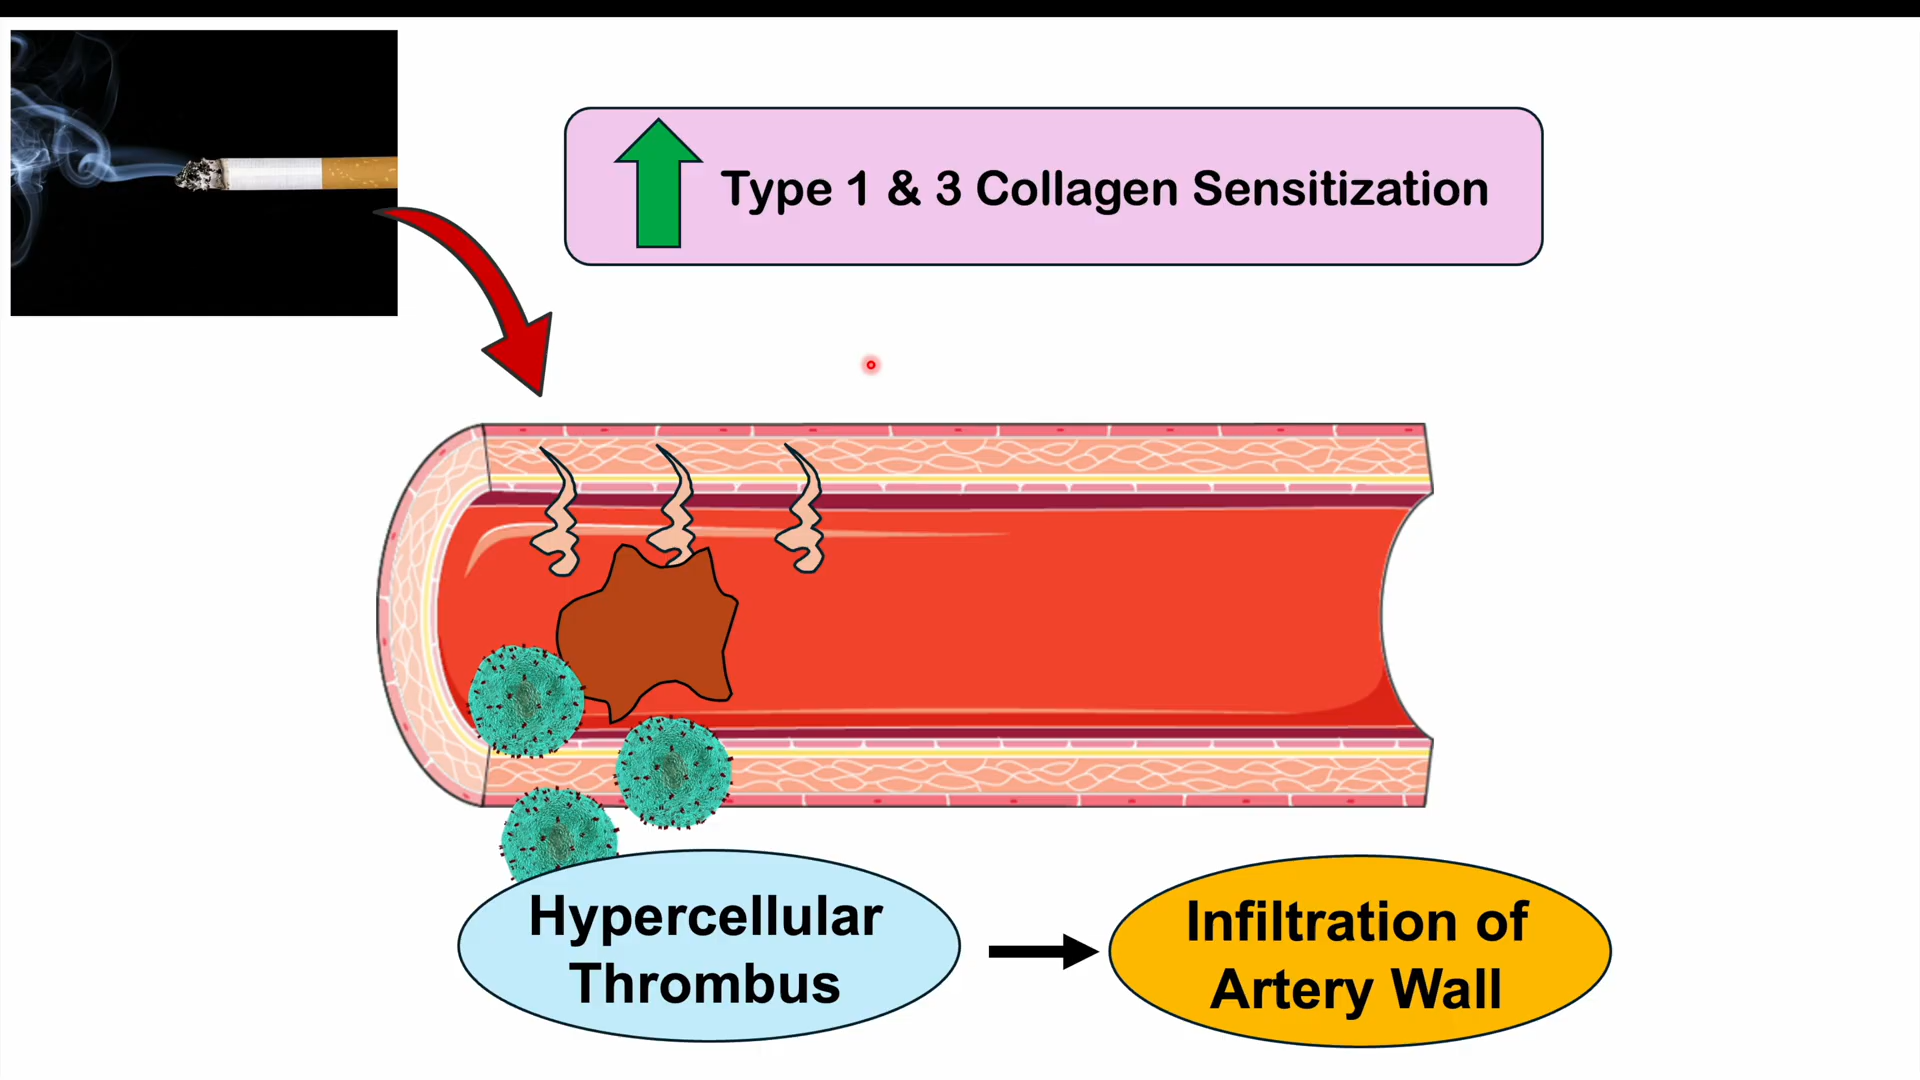 Type 1 & 3 Collagen Sensitization
Hypercellular
Thrombus
Infiltration of
Artery Wall